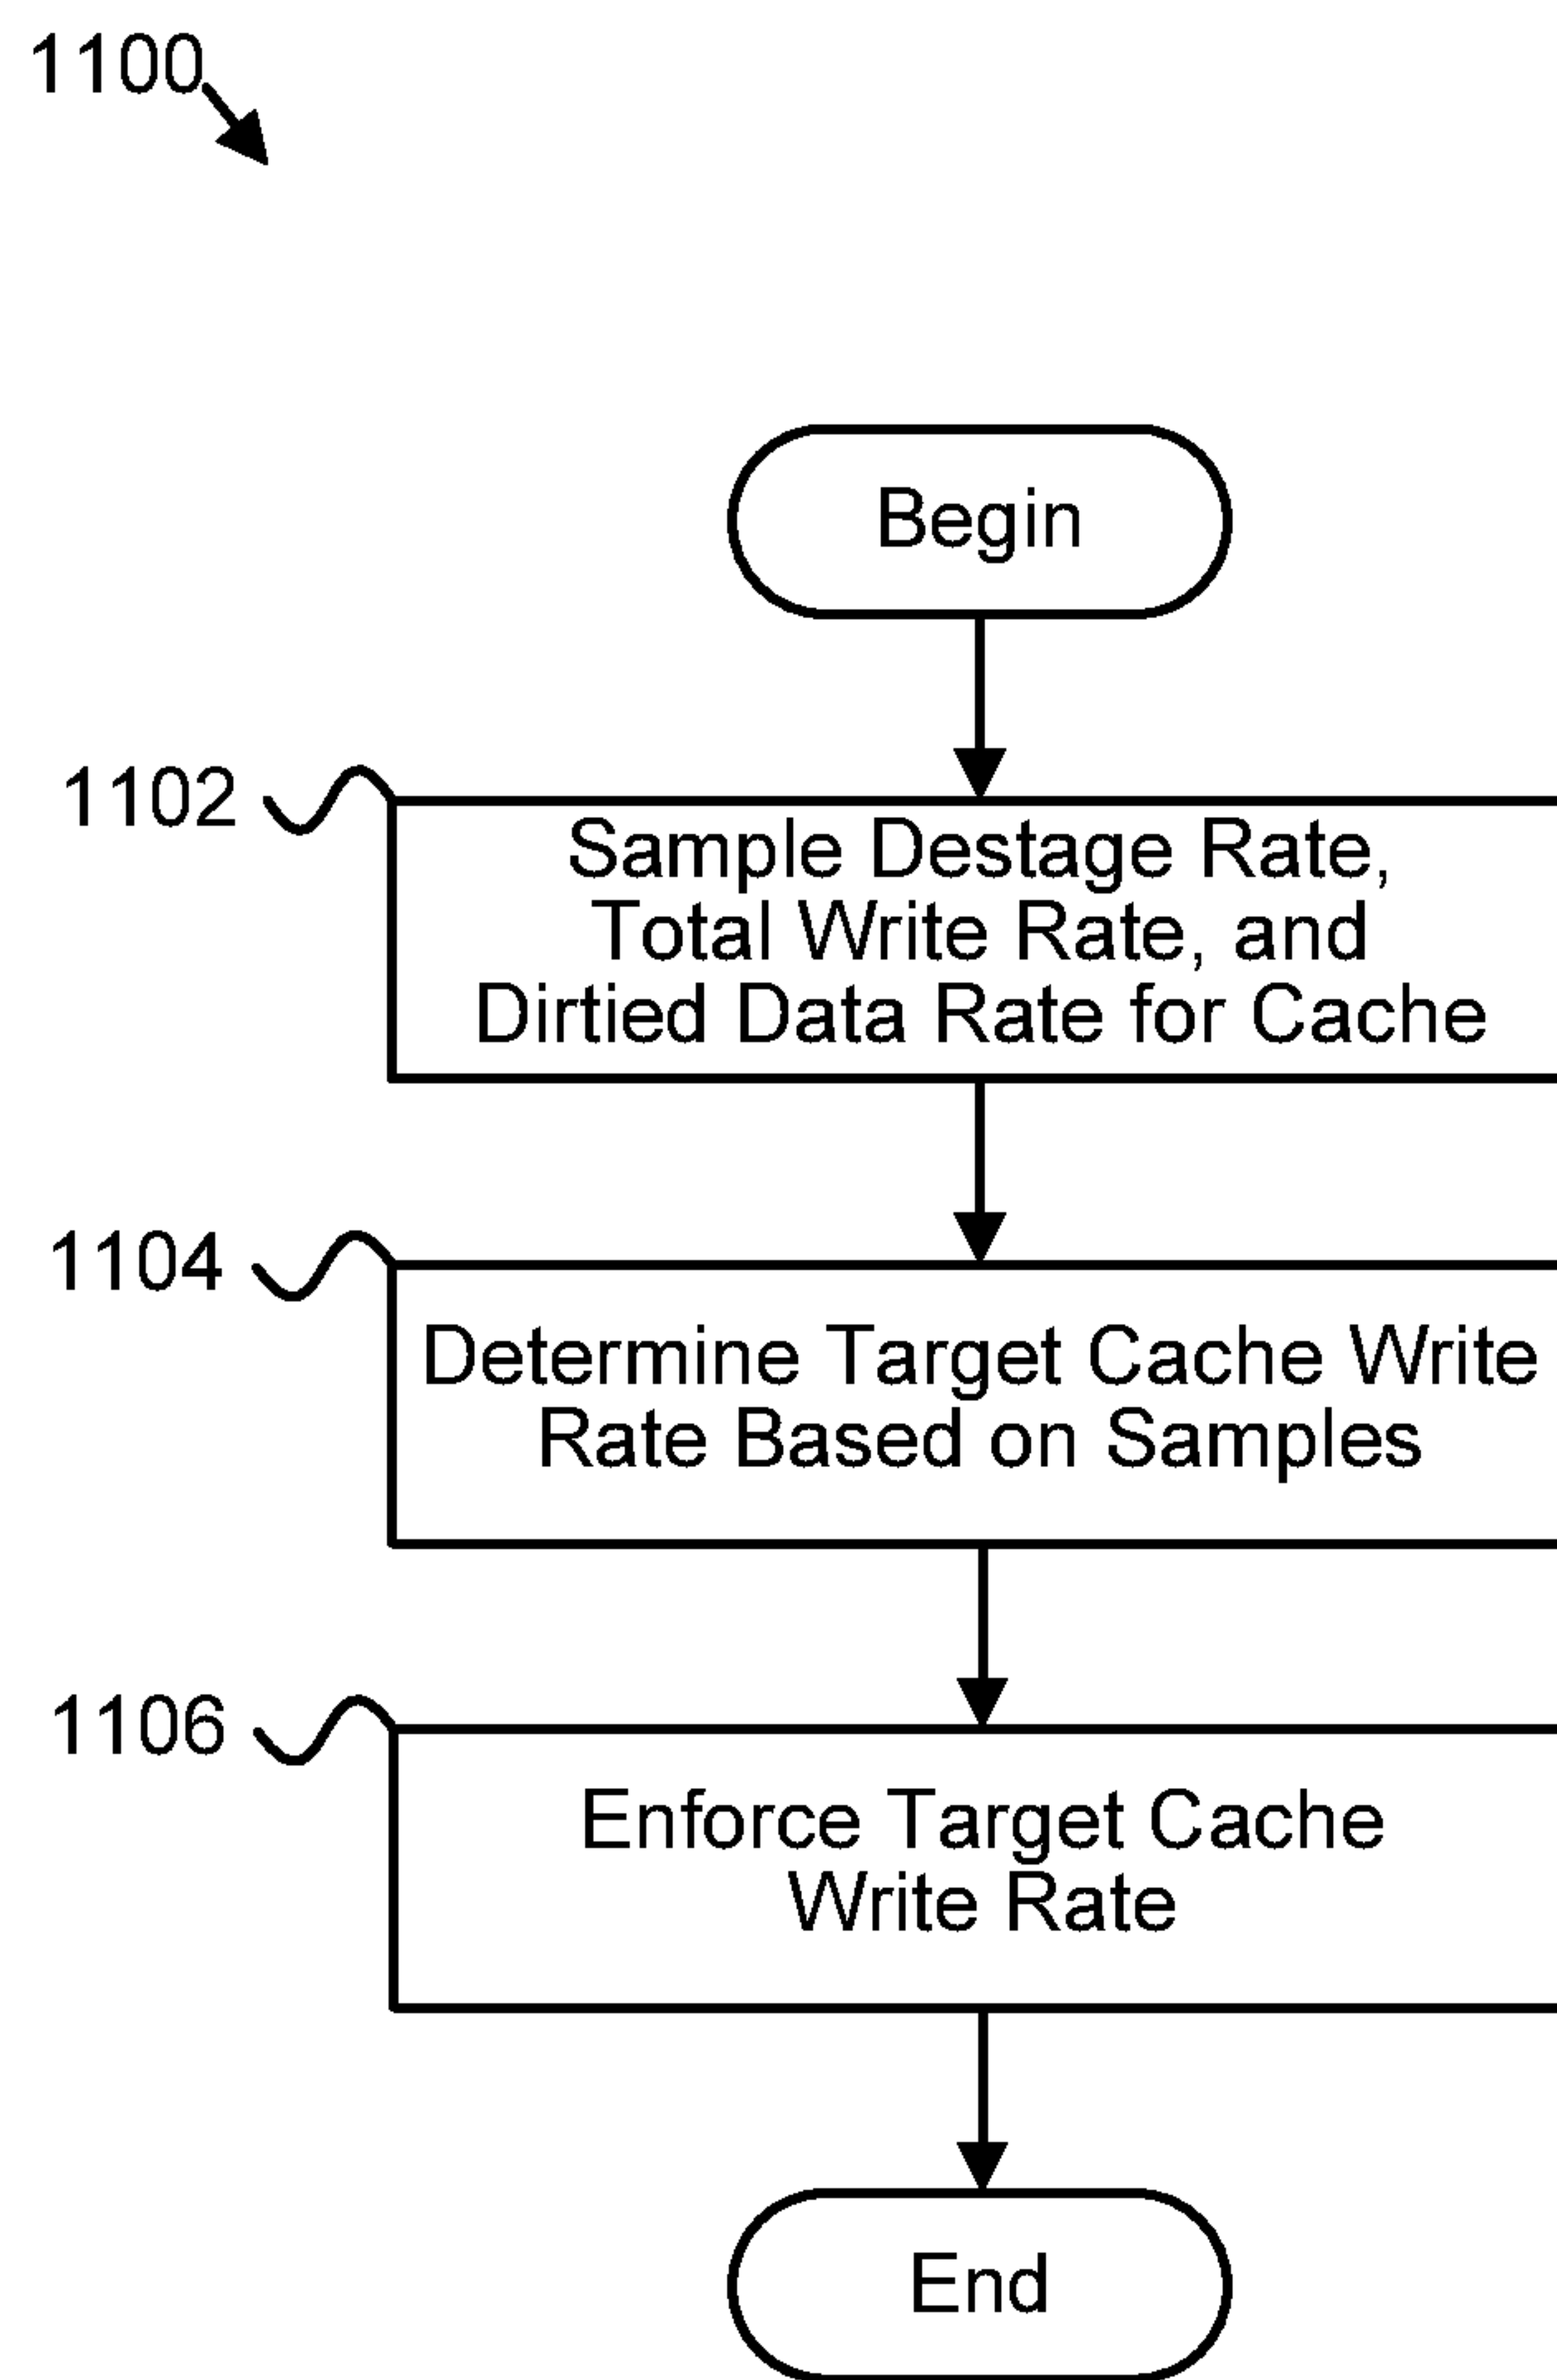 1100
Begin
1102
Sample Destage Rate,
Total Write Rate, and
Dirtied Data Rate for Cache
1104
Determine Target Cache Write
Rate Based on Samples
1106
Enforce Target Cache
Write Rate
End